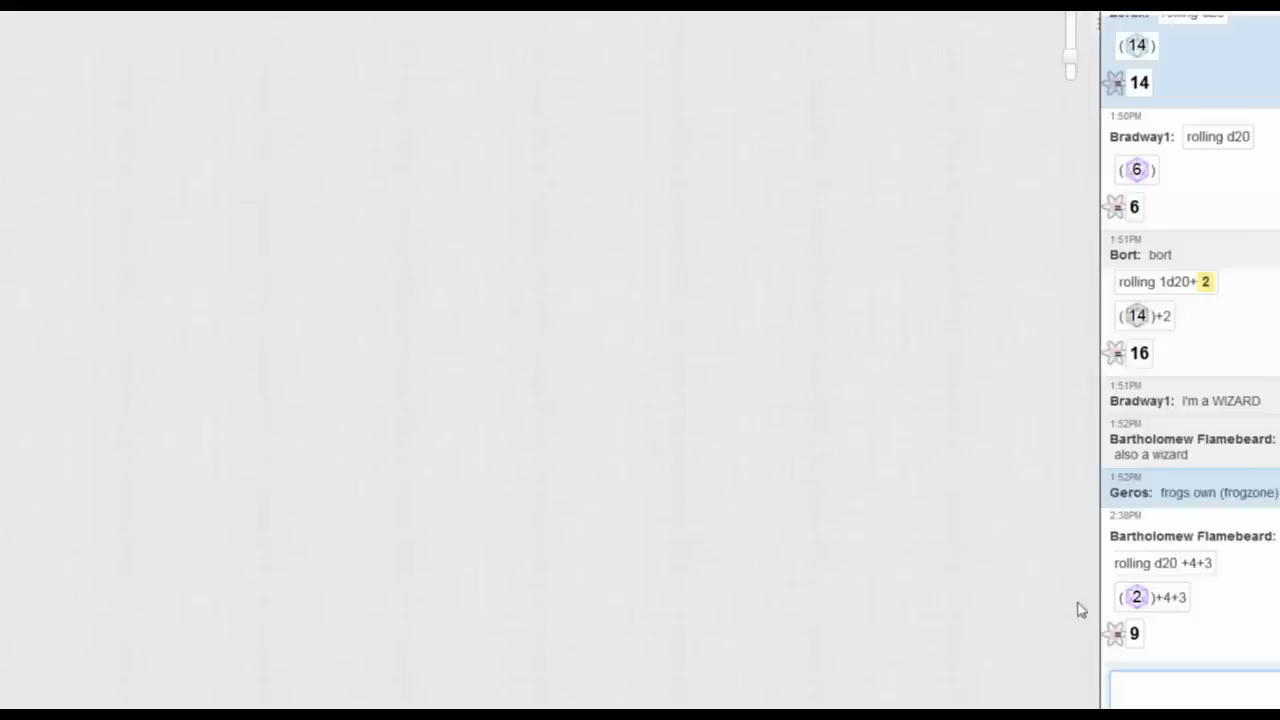 rolling d20
(14)
= 14
1:50PM
Bradway1: rolling d20
(6)
= 6
1:51PM
Bort: bort
rolling 1d20+ 2
(14)+2
= 16
1:51PM
Bradway1: I'm a WIZARD
1:52PM
Bartholomew Flamebeard:
also a wizard
1:52PM
Geros: frogs own (frogzone)
2:38PM
Bartholomew Flamebeard:
rolling d20 +4+3
(2)+4+3
= 9